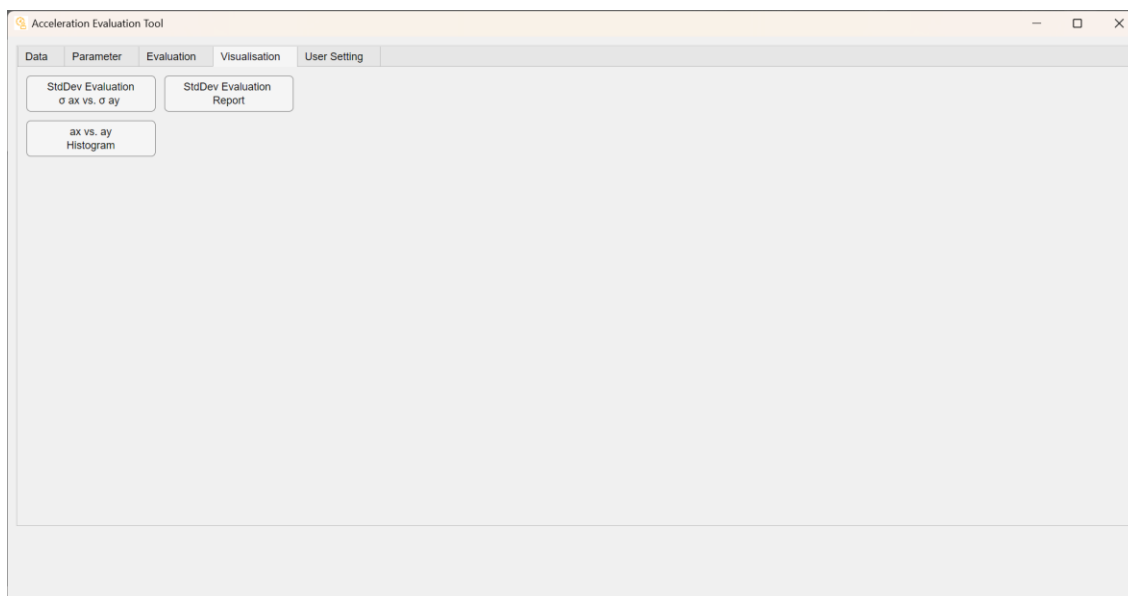 Acceleration Evaluation Tool
Data Parameter Evaluation Visualisation User Setting
StdDev Evaluation
σ ax vs. σ ay
StdDev Evaluation
Report
ax vs. ay
Histogram